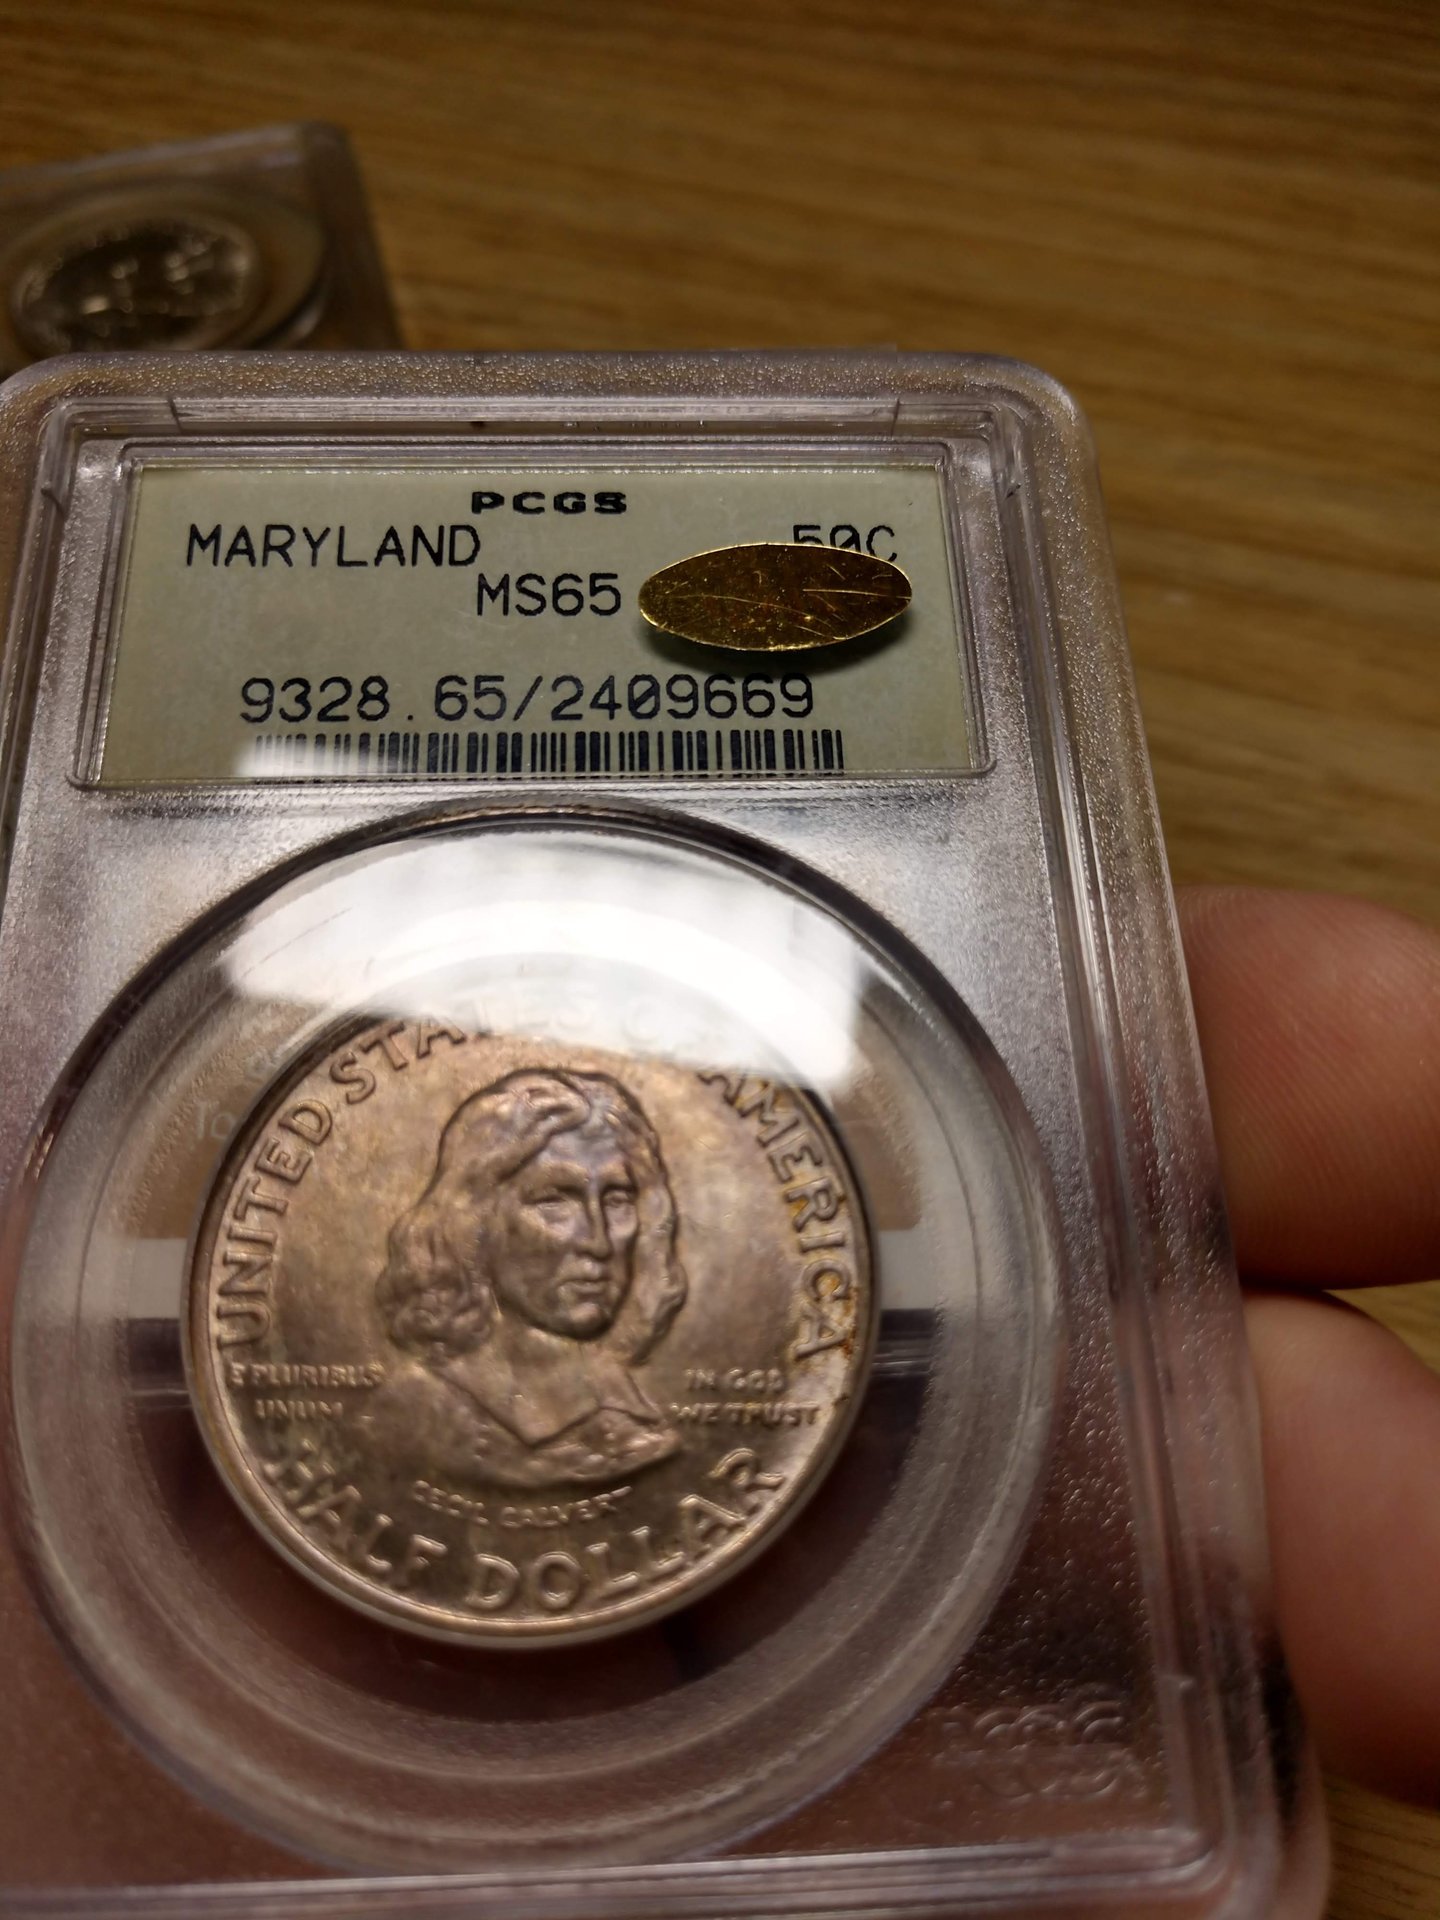 PCGS
MARYLAND 50C
MS65
9328.65/2409669
UNITED STATES OF AMERICA
E PLURIBUS
UNUM
IN GOD
WE TRUST
CECIL CALVERT
HALF DOLLAR
PCGS